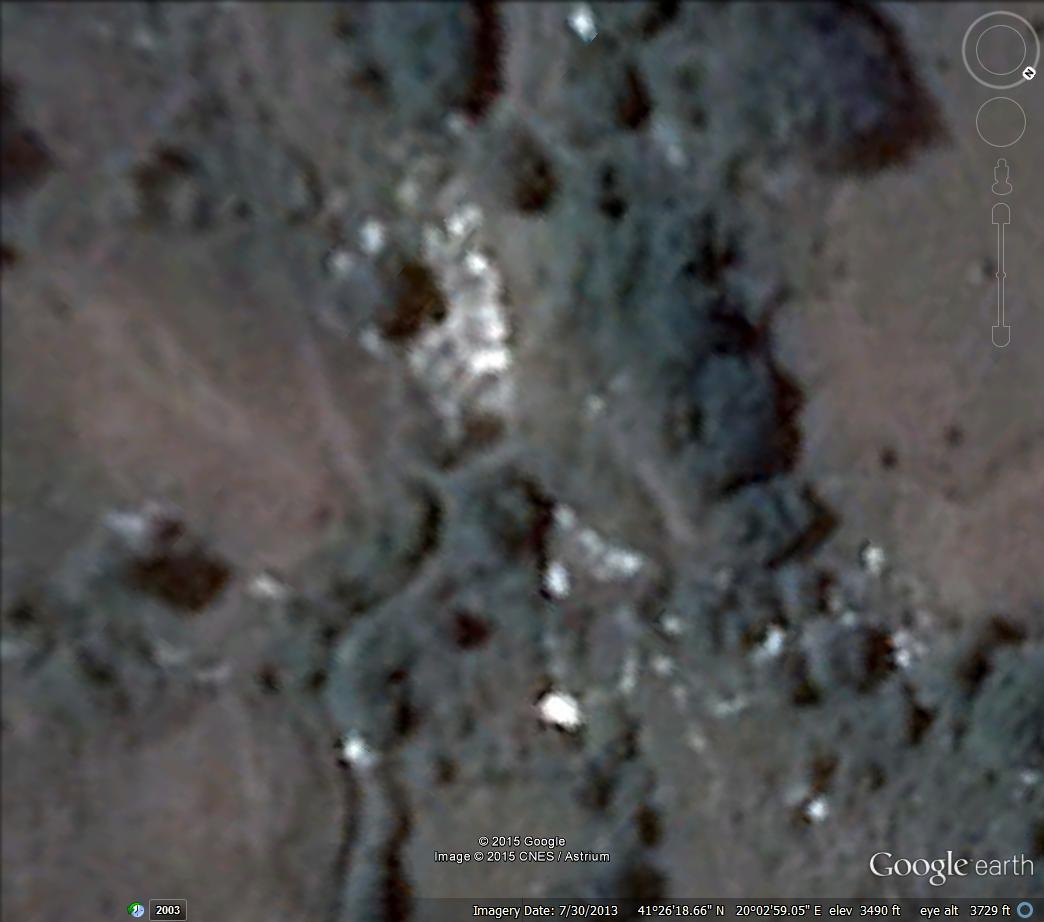 N
© 2015 Google
Image © 2015 CNES / Astrium
Google earth
2003
Imagery Date: 7/30/2013 41°26'18.66" N 20°02'59.05" E elev 3490 ft eye alt 3729 ft